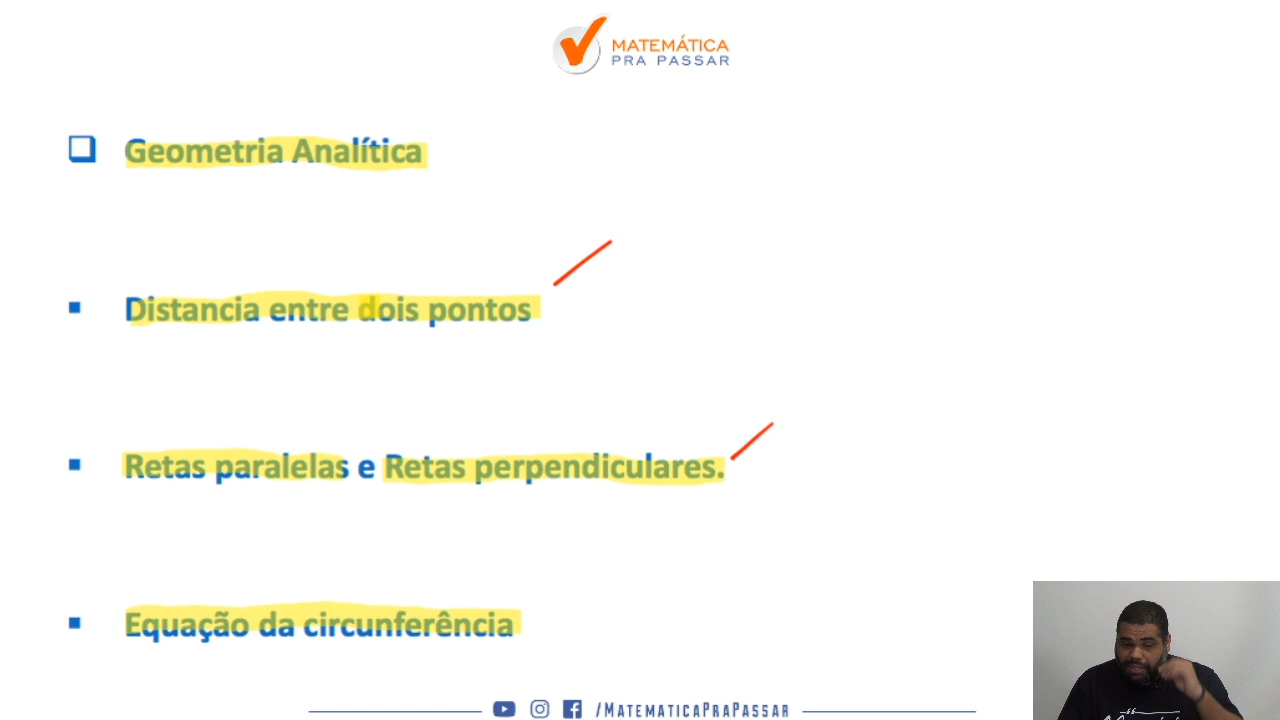 MATEMÁTICA
PRA PASSAR
Geometria Analítica
Distancia entre dois pontos
Retas paralelas e Retas perpendiculares.
Equação da circunferência
/MATEMATICAPRAPASSAR